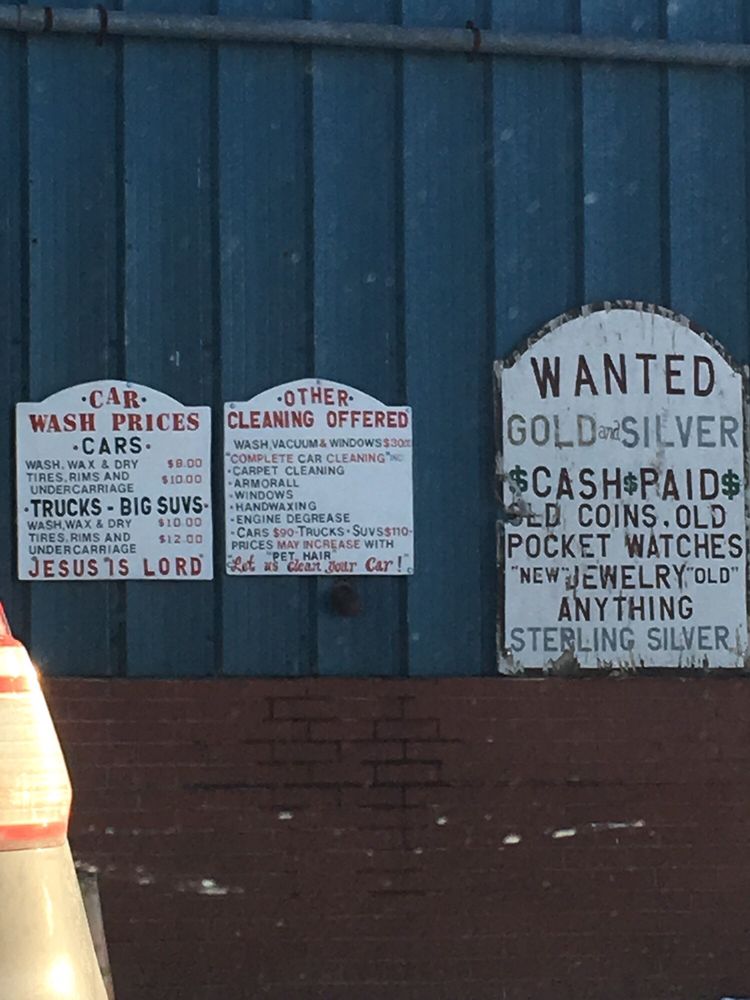 ·CAR·
WASH PRICES
·CARS·
WASH, WAX & DRY $8.00
TIRES, RIMS AND $10.00
UNDERCARRIAGE
·TRUCKS - BIG SUVS·
WASH, WAX & DRY $10.00
TIRES, RIMS AND $12.00
UNDERCARRIAGE
"JESUS IS LORD"
·OTHER·
CLEANING OFFERED
WASH, VACUUM & WINDOWS $30.00
"COMPLETE CAR CLEANING"
·CARPET CLEANING
·ARMORALL
·WINDOWS
·HANDWAXING
·ENGINE DEGREASE
·CARS $90·TRUCKS·SUVS $110·
PRICES MAY INCREASE WITH
"PET HAIR"
Let us clean your Car!
WANTED
GOLD and SILVER
$CASH$PAID$
OLD COINS, OLD
POCKET WATCHES
"NEW" JEWELRY "OLD"
ANYTHING
STERLING SILVER